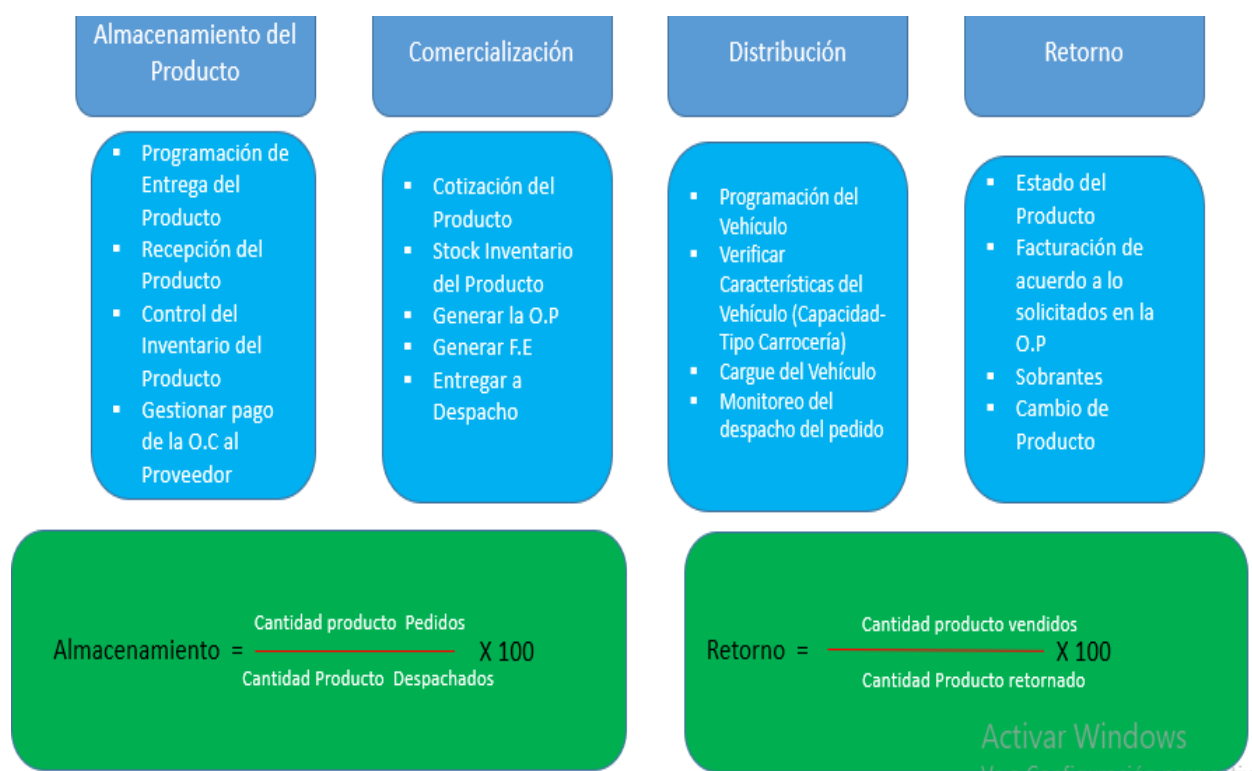 Almacenamiento del
Producto
Comercialización
Distribución
Retorno
▪ Programación de
Entrega del
Producto
▪ Recepción del
Producto
▪ Control del
Inventario del
Producto
▪ Gestionar pago
de la O.C al
Proveedor
▪ Cotización del
Producto
▪ Stock Inventario
del Producto
▪ Generar la O.P
▪ Generar F.E
▪ Entregar a
Despacho
▪ Programación del
Vehículo
▪ Verificar
Características del
Vehículo (Capacidad-
Tipo Carrocería)
▪ Cargue del Vehículo
▪ Monitoreo del
despacho del pedido
▪ Estado del
Producto
▪ Facturación de
acuerdo a lo
solicitados en la
O.P
▪ Sobrantes
▪ Cambio de
Producto
Cantidad producto Pedidos
Almacenamiento = X 100
Cantidad Producto Despachados
Cantidad producto vendidos
Retorno = X 100
Cantidad Producto retornado
Activar Windows